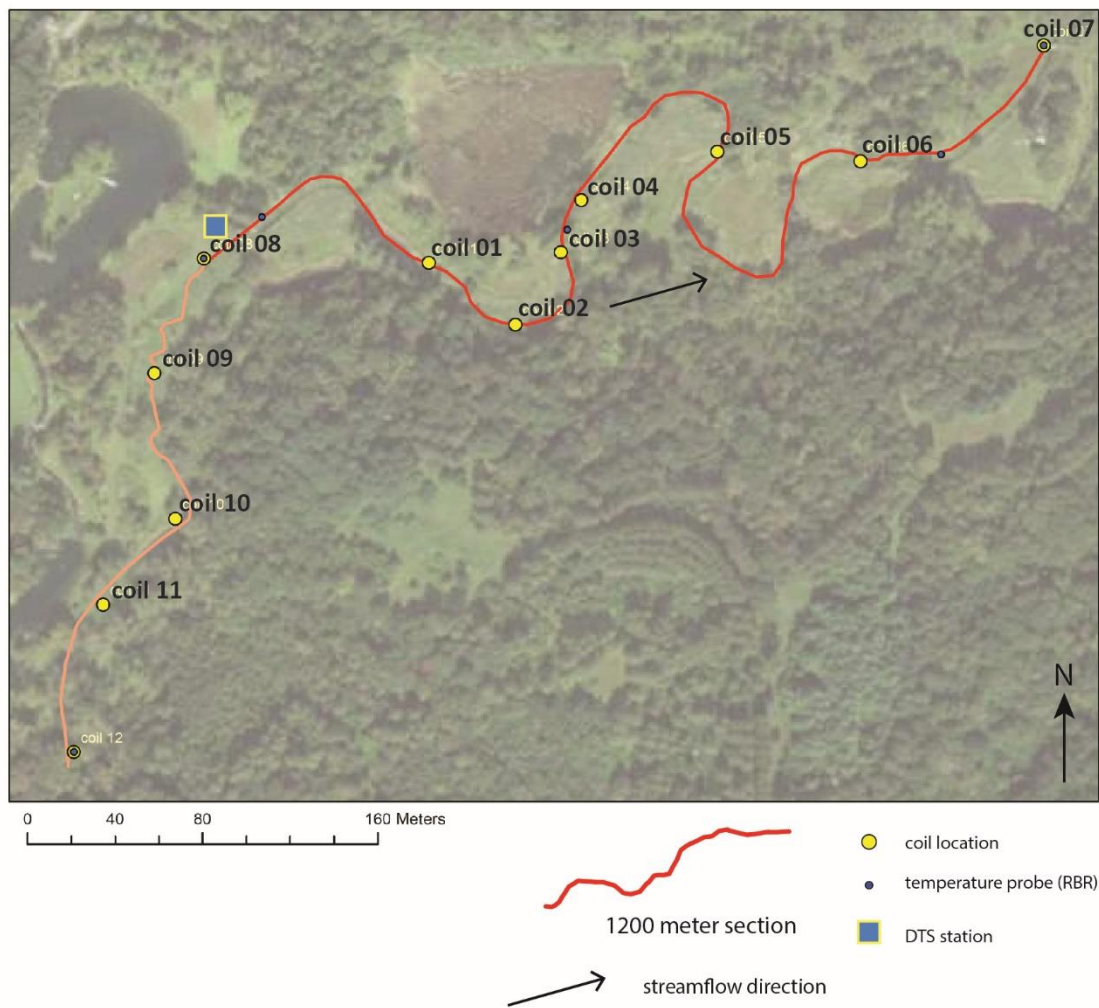 coil 07
coil 05
coil 06
coil 04
coil 08
coil 01
coil 03
coil 02
coil 09
coil 10
coil 11
coil 12
N
0 40 80 160 Meters
coil location
temperature probe (RBR)
1200 meter section
DTS station
streamflow direction